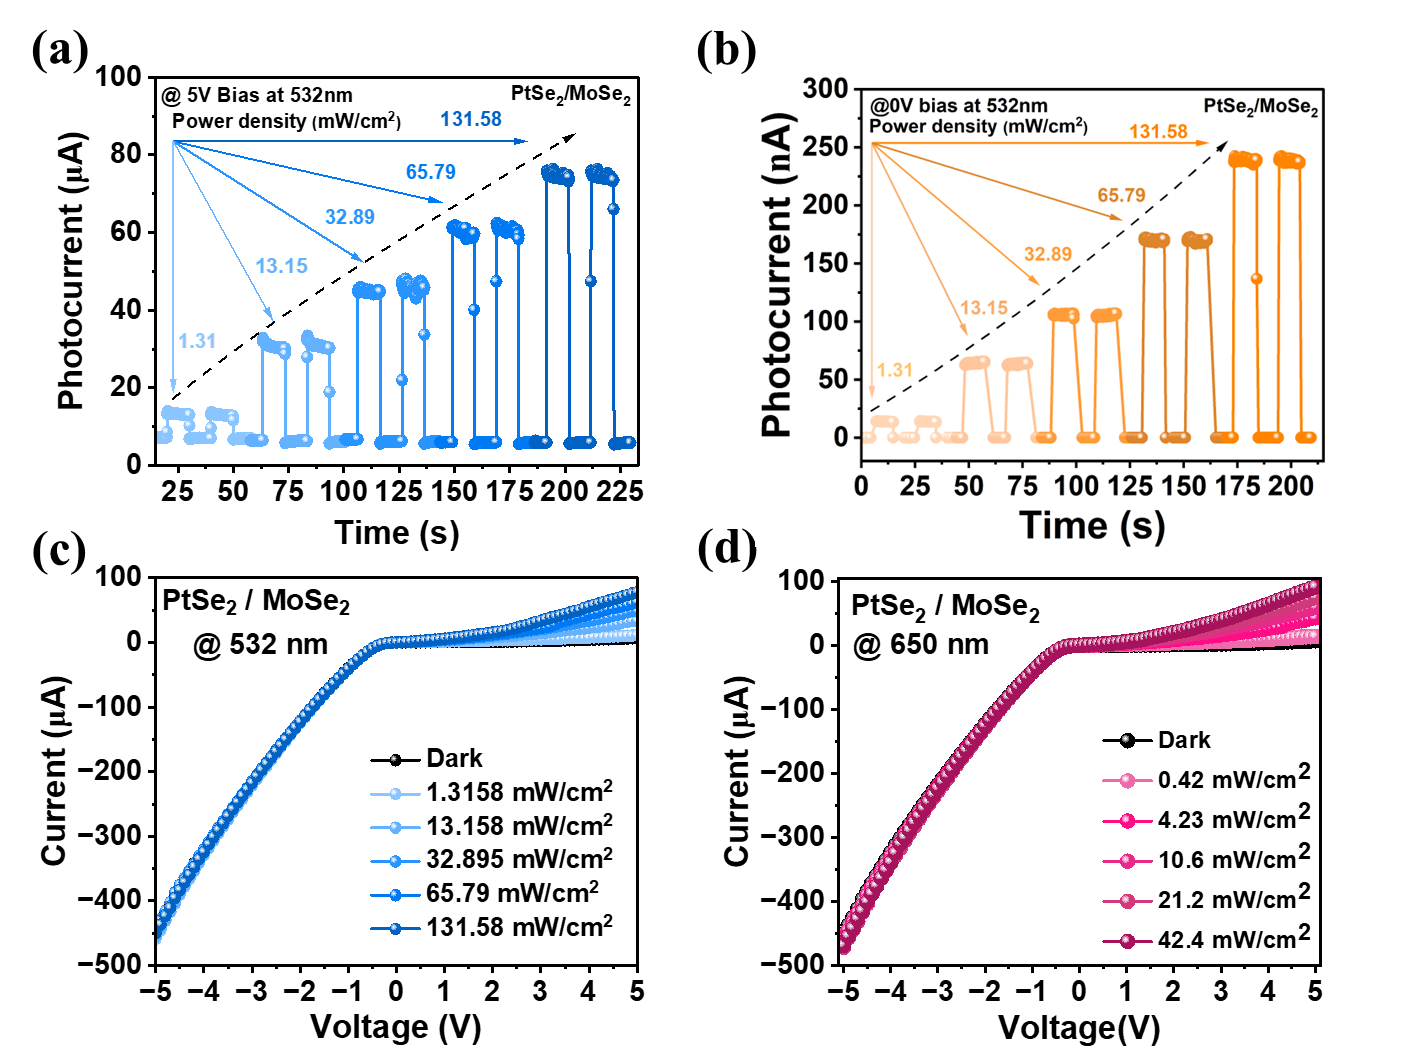 (a)
100
80
60
40
20
0
Photocurrent (μA)
@ 5V Bias at 532nm
Power density (mW/cm²)
PtSe₂/MoSe₂
131.58
65.79
32.89
13.15
1.31
25 50 75 100 125 150 175 200 225
Time (s)
(b)
300
250
200
150
100
50
0
Photocurrent (nA)
@0V bias at 532nm
Power density (mW/cm²)
PtSe₂/MoSe₂
131.58
65.79
32.89
13.15
1.31
0 25 50 75 100 125 150 175 200
Time (s)
(c)
100
0
−100
−200
−300
−400
−500
Current (μA)
PtSe₂ / MoSe₂
@ 532 nm
Dark
1.3158 mW/cm²
13.158 mW/cm²
32.895 mW/cm²
65.79 mW/cm²
131.58 mW/cm²
−5 −4 −3 −2 −1 0 1 2 3 4 5
Voltage (V)
(d)
100
0
−100
−200
−300
−400
−500
Current (μA)
PtSe₂ / MoSe₂
@ 650 nm
Dark
0.42 mW/cm²
4.23 mW/cm²
10.6 mW/cm²
21.2 mW/cm²
42.4 mW/cm²
−5 −4 −3 −2 −1 0 1 2 3 4 5
Voltage(V)